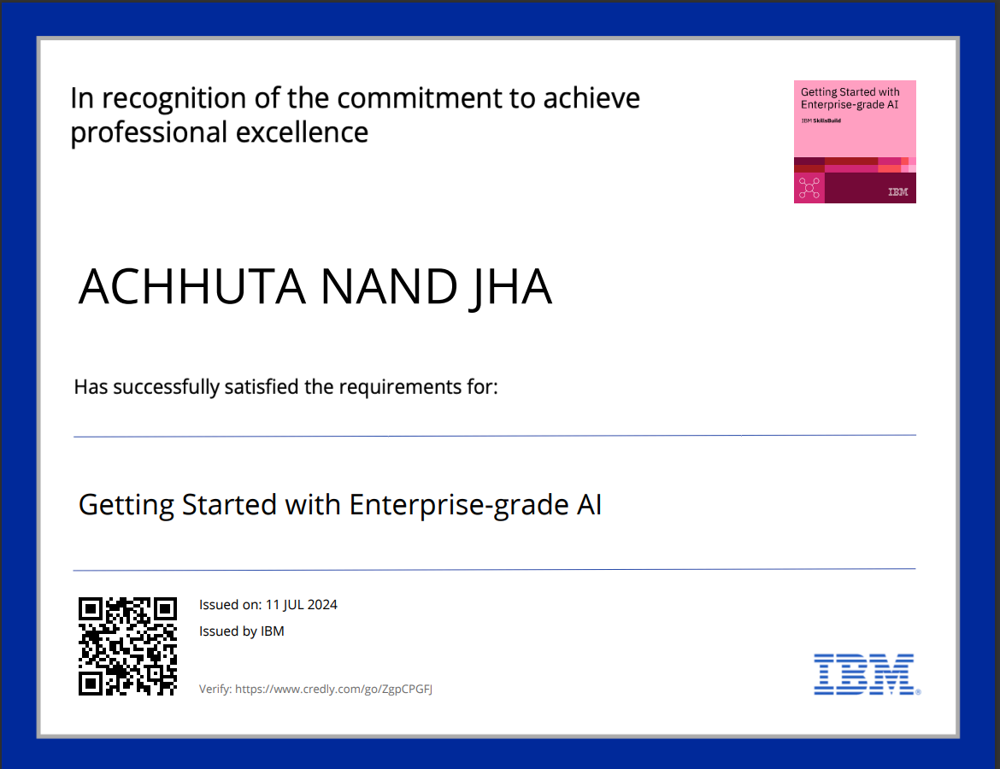 In recognition of the commitment to achieve
professional excellence
Getting Started with
Enterprise-grade AI
IBM SkillsBuild
IBM
ACHHUTA NAND JHA
Has successfully satisfied the requirements for:
Getting Started with Enterprise-grade AI
Issued on: 11 JUL 2024
Issued by IBM
Verify: https://www.credly.com/go/ZgpCPGFJ
IBM®